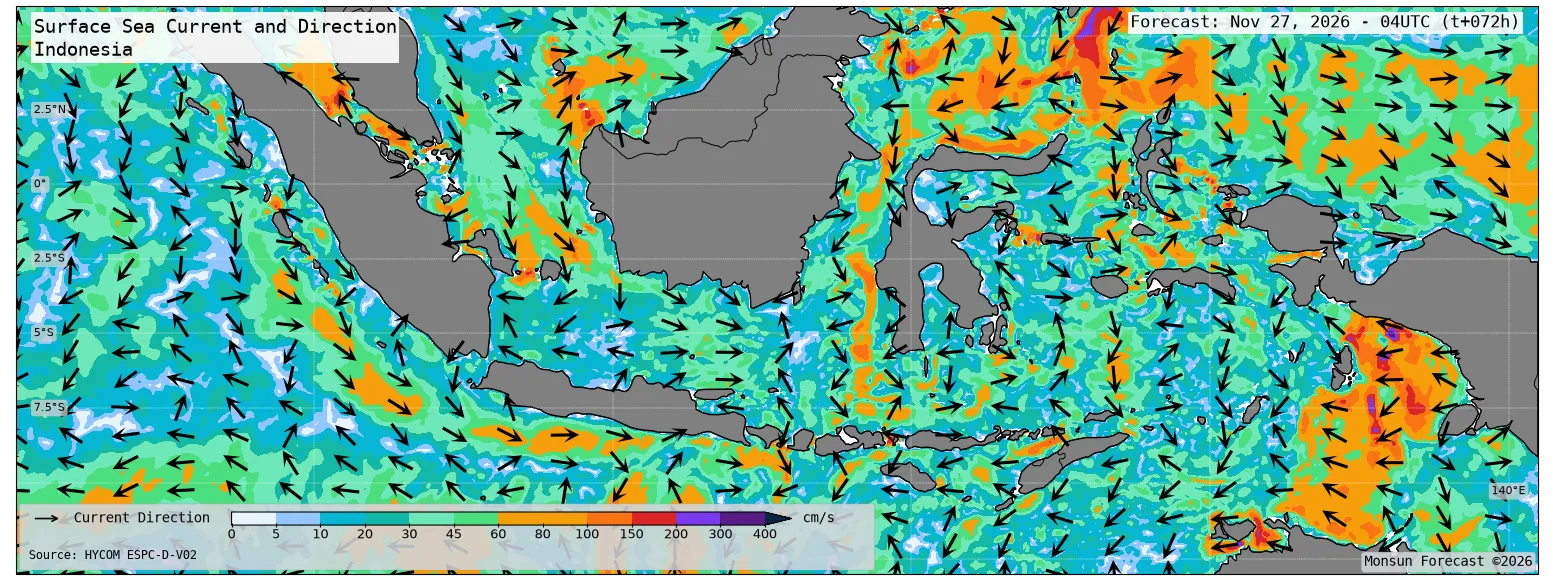 Surface Sea Current and Direction
Indonesia
Forecast: Nov 27, 2026 - 04UTC (t+072h)
2.5°N
0°
2.5°S
5°S
7.5°S
140°E
Current Direction
0 5 10 20 30 45 60 80 100 150 200 300 400 cm/s
Source: HYCOM ESPC-D-V02
Monsun Forecast ©2026